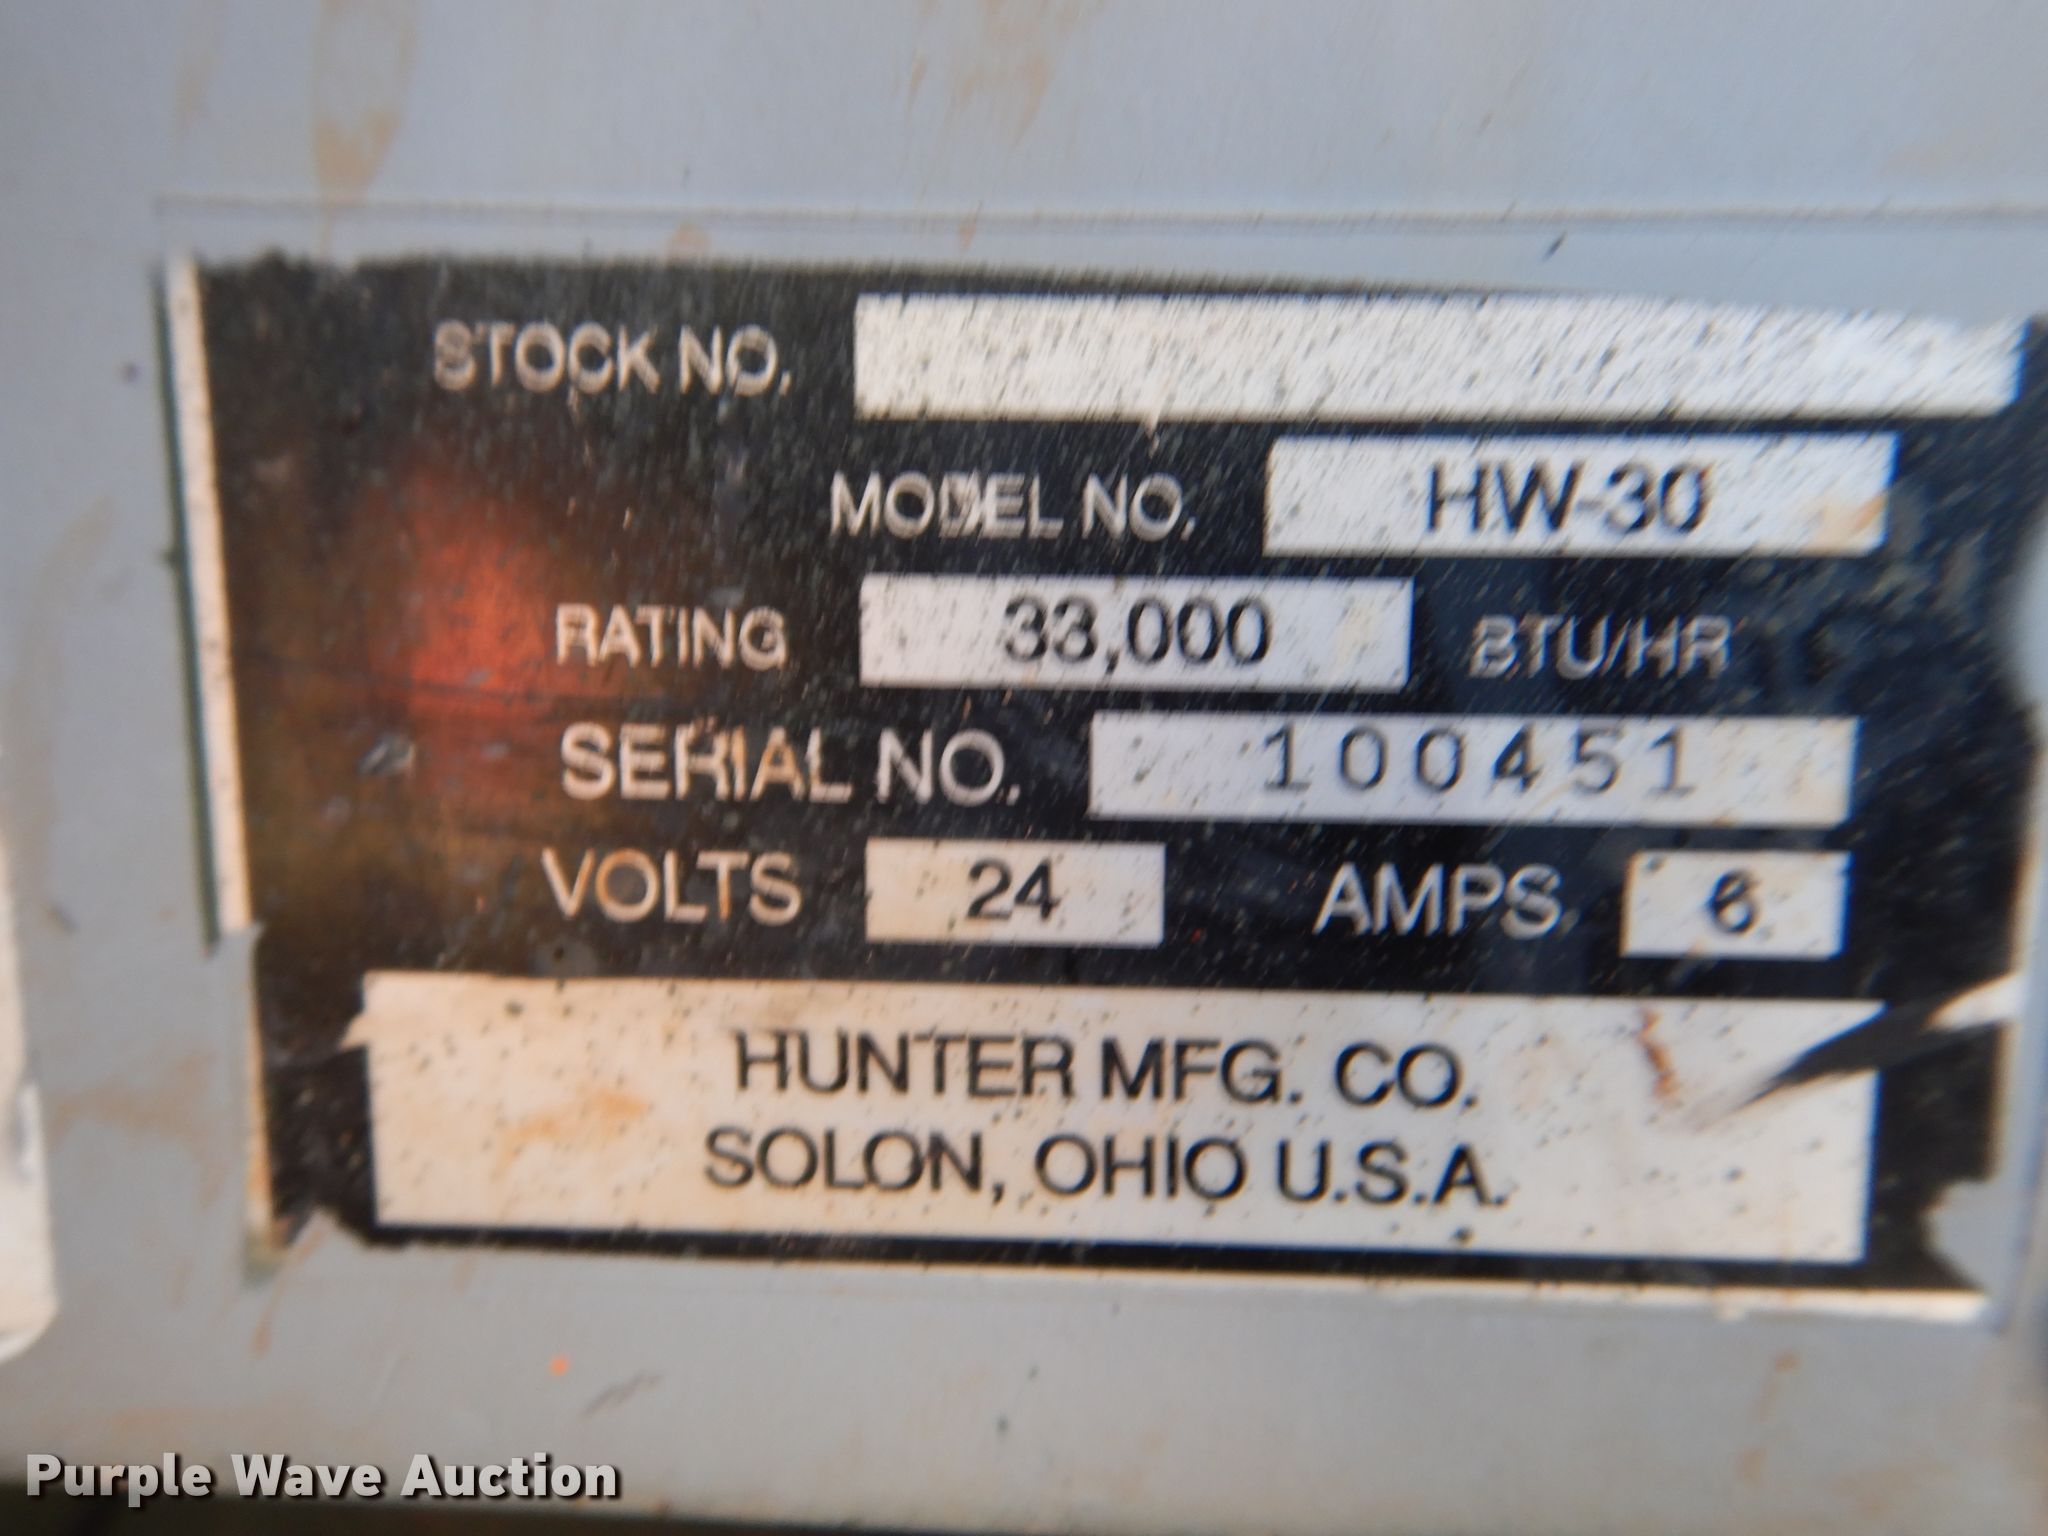 STOCK NO.
MODEL NO. HW-30
RATING 33,000 BTU/HR
SERIAL NO. 100451
VOLTS 24 AMPS 6
HUNTER MFG. CO.
SOLON, OHIO U.S.A.
Purple Wave Auction